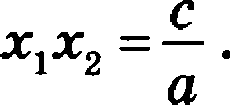 x₁x₂ = c/a.